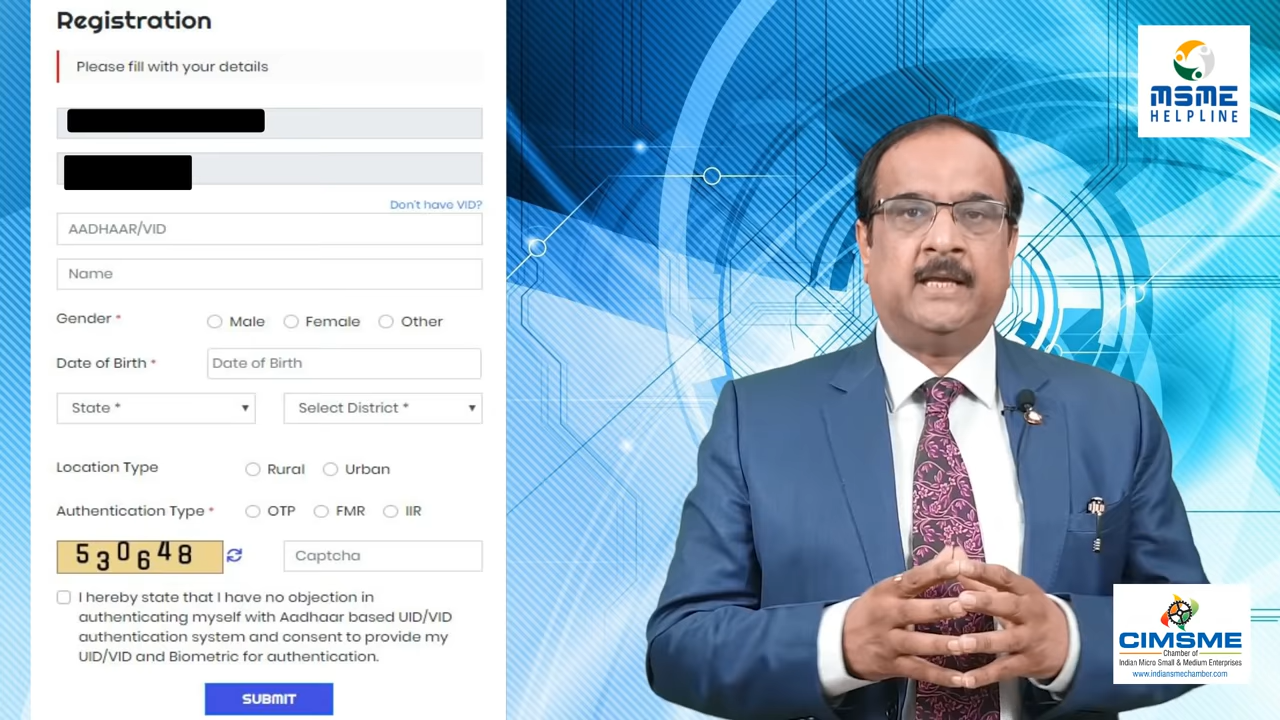 Registration
Please fill with your details
Don't have VID?
AADHAAR/VID
Name
Gender * Male Female Other
Date of Birth * Date of Birth
State * Select District *
Location Type Rural Urban
Authentication Type * OTP FMR IIR
530648 Captcha
I hereby state that I have no objection in
authenticating myself with Aadhaar based UID/VID
authentication system and consent to provide my
UID/VID and Biometric for authentication.
SUBMIT
MSME
HELPLINE
CIMSME
Chamber of
Indian Micro Small & Medium Enterprises
www.indiansmechamber.com